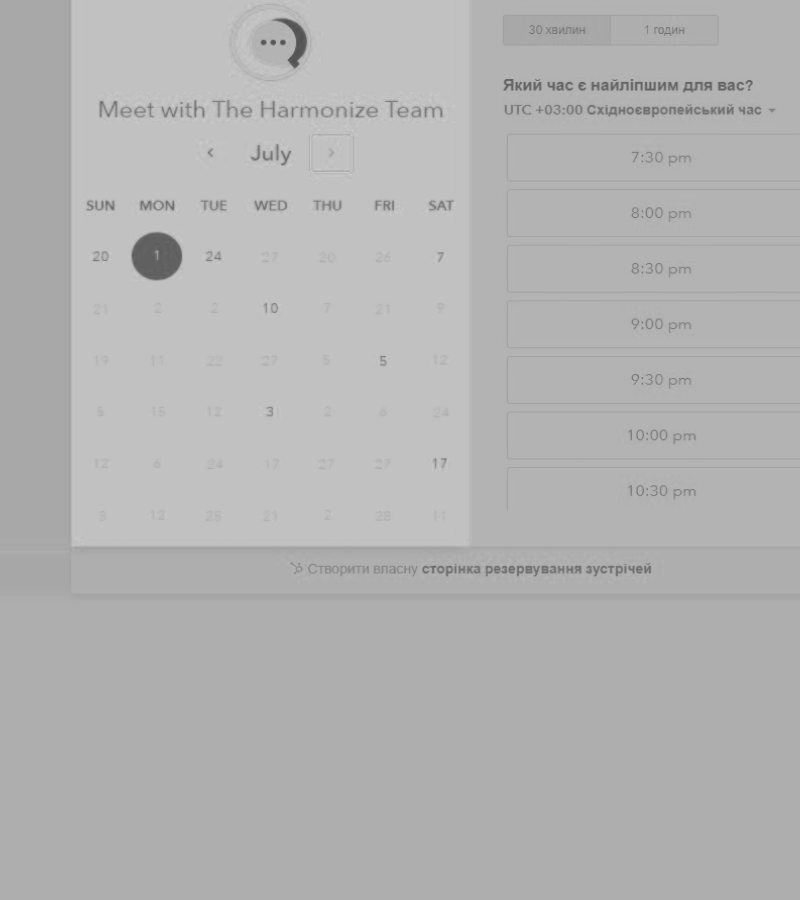 Meet with The Harmonize Team
July
SUN MON TUE WED THU FRI SAT
20 1 24 27 20 26 7
21 2 2 10 7 21 9
19 11 22 27 5 5 12
5 15 12 3 2 6 24
12 6 24 17 27 27 17
3 12 26 21 2 28 11
30 хвилин 1 годин
Який час є найліпшим для вас?
UTC +03:00 Східноєвропейський час
7:30 pm
8:00 pm
8:30 pm
9:00 pm
9:30 pm
10:00 pm
10:30 pm
Створити власну сторінка резервування зустрічей